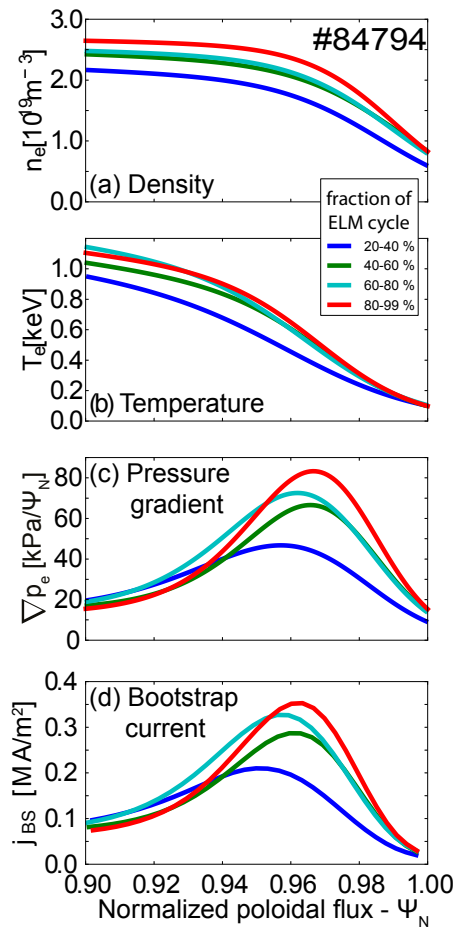 #84794
3.0
2.0
1.0
0.0
n_e[10^19 m^-3]
(a) Density
fraction of
ELM cycle
20-40 %
40-60 %
60-80 %
80-99 %
1.0
0.8
0.6
0.4
0.2
0.0
T_e[keV]
(b) Temperature
80
60
40
20
0
∇p_e [kPa/Ψ_N]
(c) Pressure
gradient
0.4
0.3
0.2
0.1
0.0
j_BS [MA/m²]
(d) Bootstrap
current
0.90 0.92 0.94 0.96 0.98 1.00
Normalized poloidal flux - Ψ_N